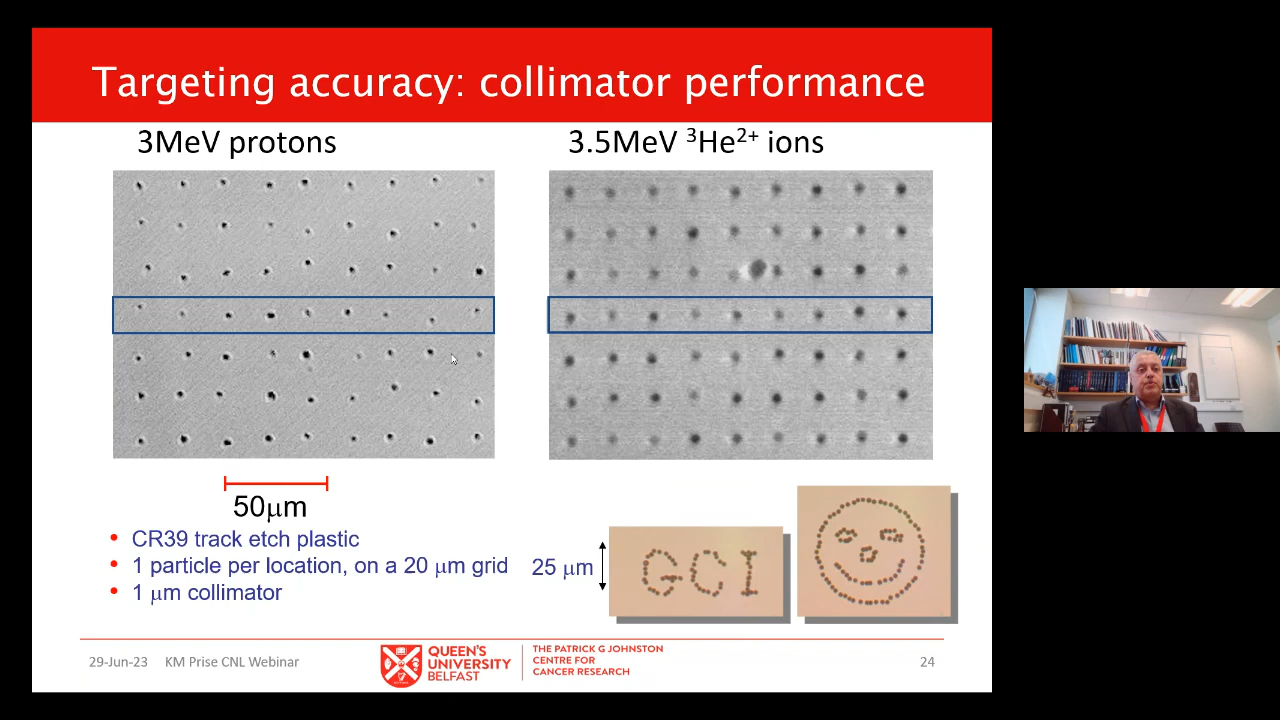 Targeting accuracy: collimator performance
3MeV protons
3.5MeV ³He²⁺ ions
50μm
• CR39 track etch plastic
• 1 particle per location, on a 20 μm grid
• 1 μm collimator
25 μm
GCI
29-Jun-23 KM Prise CNL Webinar
QUEEN'S
UNIVERSITY
BELFAST
THE PATRICK G JOHNSTON
CENTRE FOR
CANCER RESEARCH
24